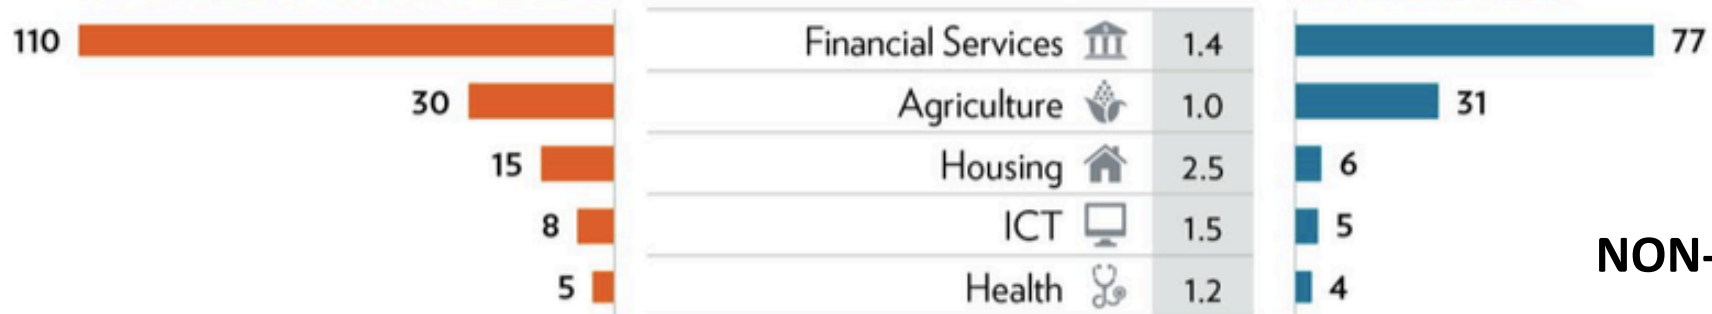 110 Financial Services 1.4 77
30 Agriculture 1.0 31
15 Housing 2.5 6
8 ICT 1.5 5
NON-
5 Health 1.2 4